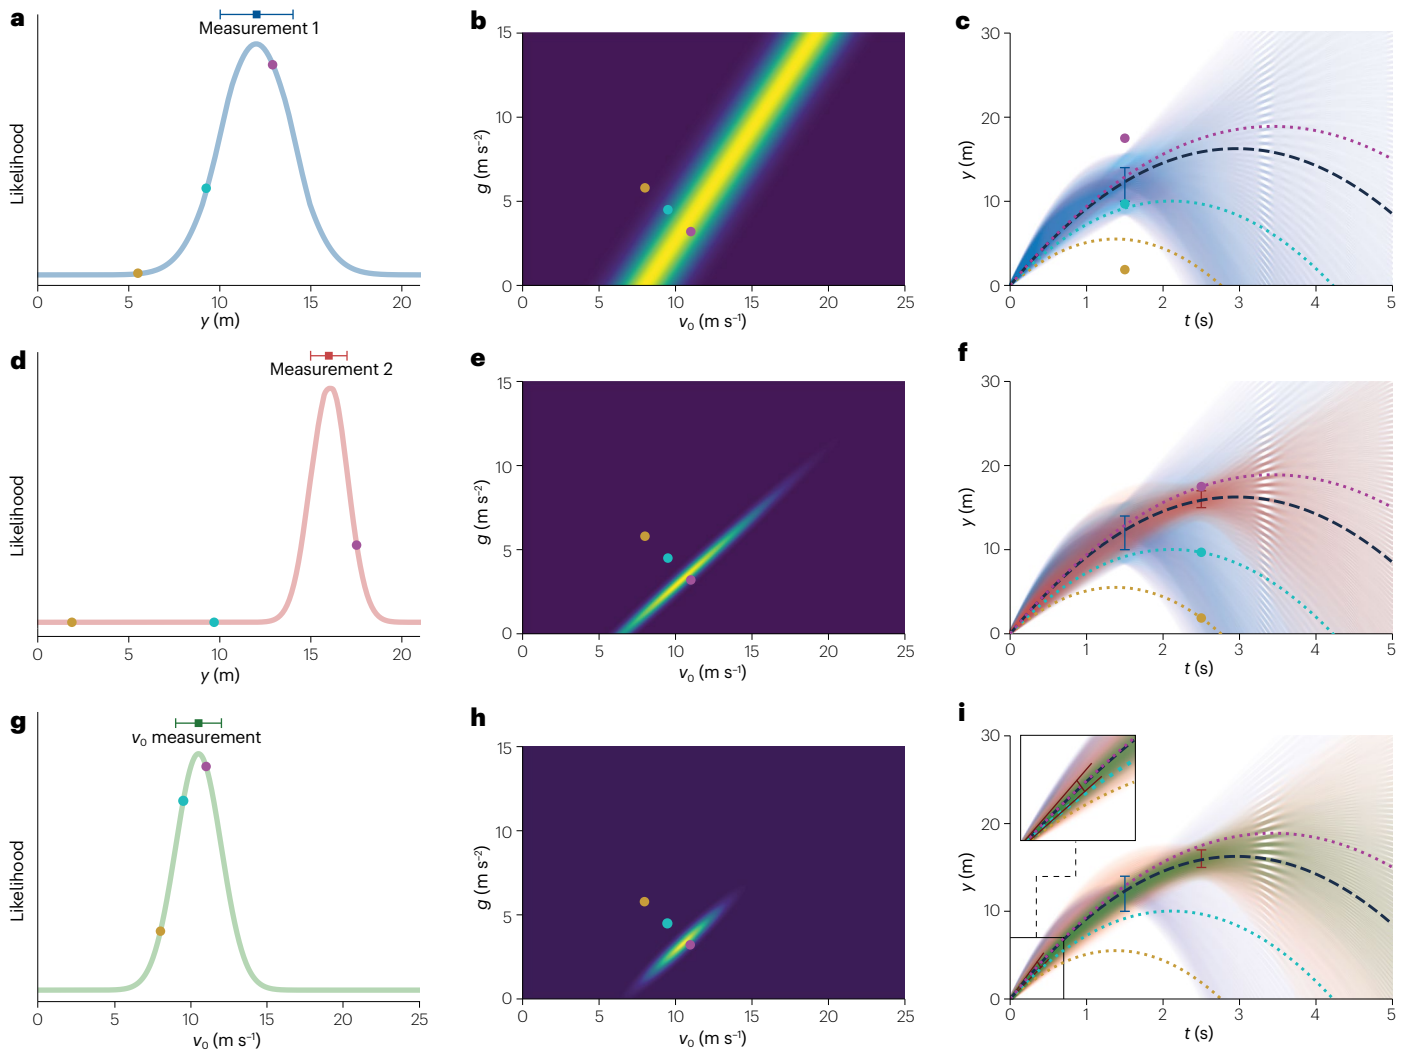 a
Measurement 1
Likelihood
0 5 10 15 20
y (m)
b
15
10
5
0
g (m s⁻²)
0 5 10 15 20 25
v₀ (m s⁻¹)
c
30
20
10
0
y (m)
0 1 2 3 4 5
t (s)
d
Measurement 2
Likelihood
0 5 10 15 20
y (m)
e
15
10
5
0
g (m s⁻²)
0 5 10 15 20 25
v₀ (m s⁻¹)
f
30
20
10
0
y (m)
0 1 2 3 4 5
t (s)
g
v₀ measurement
Likelihood
0 5 10 15 20 25
v₀ (m s⁻¹)
h
15
10
5
0
g (m s⁻²)
0 5 10 15 20 25
v₀ (m s⁻¹)
i
30
20
10
0
y (m)
0 1 2 3 4 5
t (s)